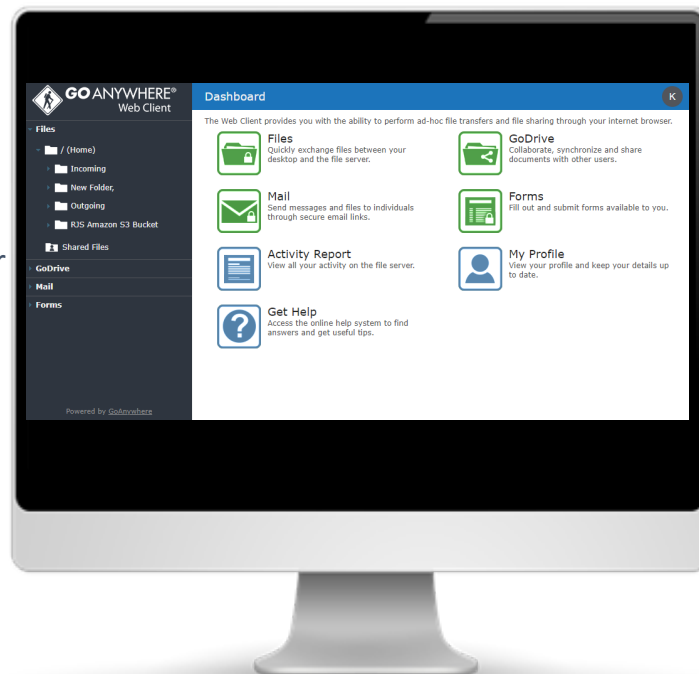 GO ANYWHERE®
Web Client
Files
/ (Home)
Incoming
New Folder,
Outgoing
RJS Amazon S3 Bucket
Shared Files
GoDrive
Mail
Forms
Powered by GoAnywhere
Dashboard
K
The Web Client provides you with the ability to perform ad-hoc file transfers and file sharing through your internet browser.
Files
Quickly exchange files between your
desktop and the file server.
GoDrive
Collaborate, synchronize and share
documents with other users.
Mail
Send messages and files to individuals
through secure email links.
Forms
Fill out and submit forms available to you.
Activity Report
View all your activity on the file server.
My Profile
View your profile and keep your details up
to date.
Get Help
Access the online help system to find
answers and get useful tips.